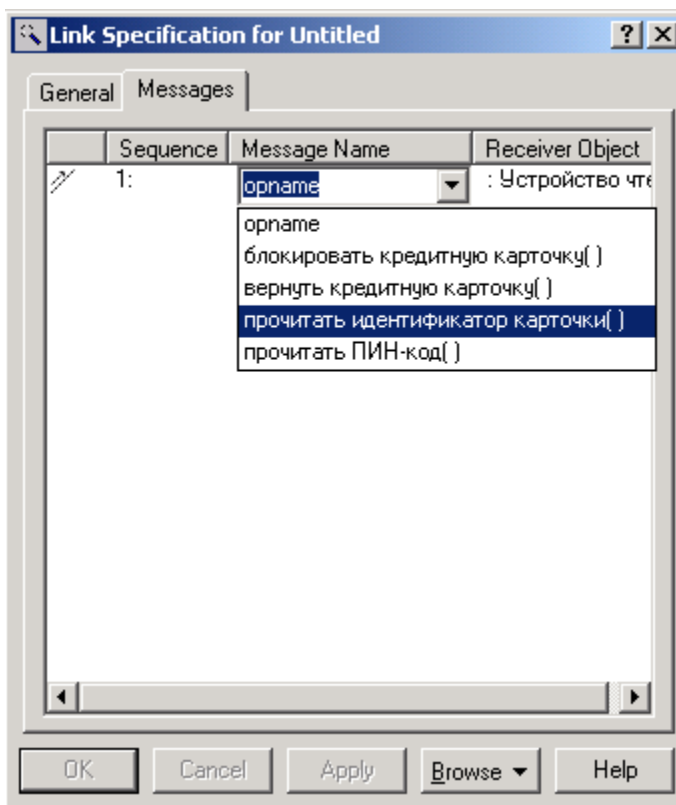 Link Specification for Untitled
General Messages
Sequence Message Name Receiver Object
1: opname : Устройство
opname
блокировать кредитную карточку( )
вернуть кредитную карточку( )
прочитать идентификатор карточки( )
прочитать ПИН-код( )
OK Cancel Apply Browse Help